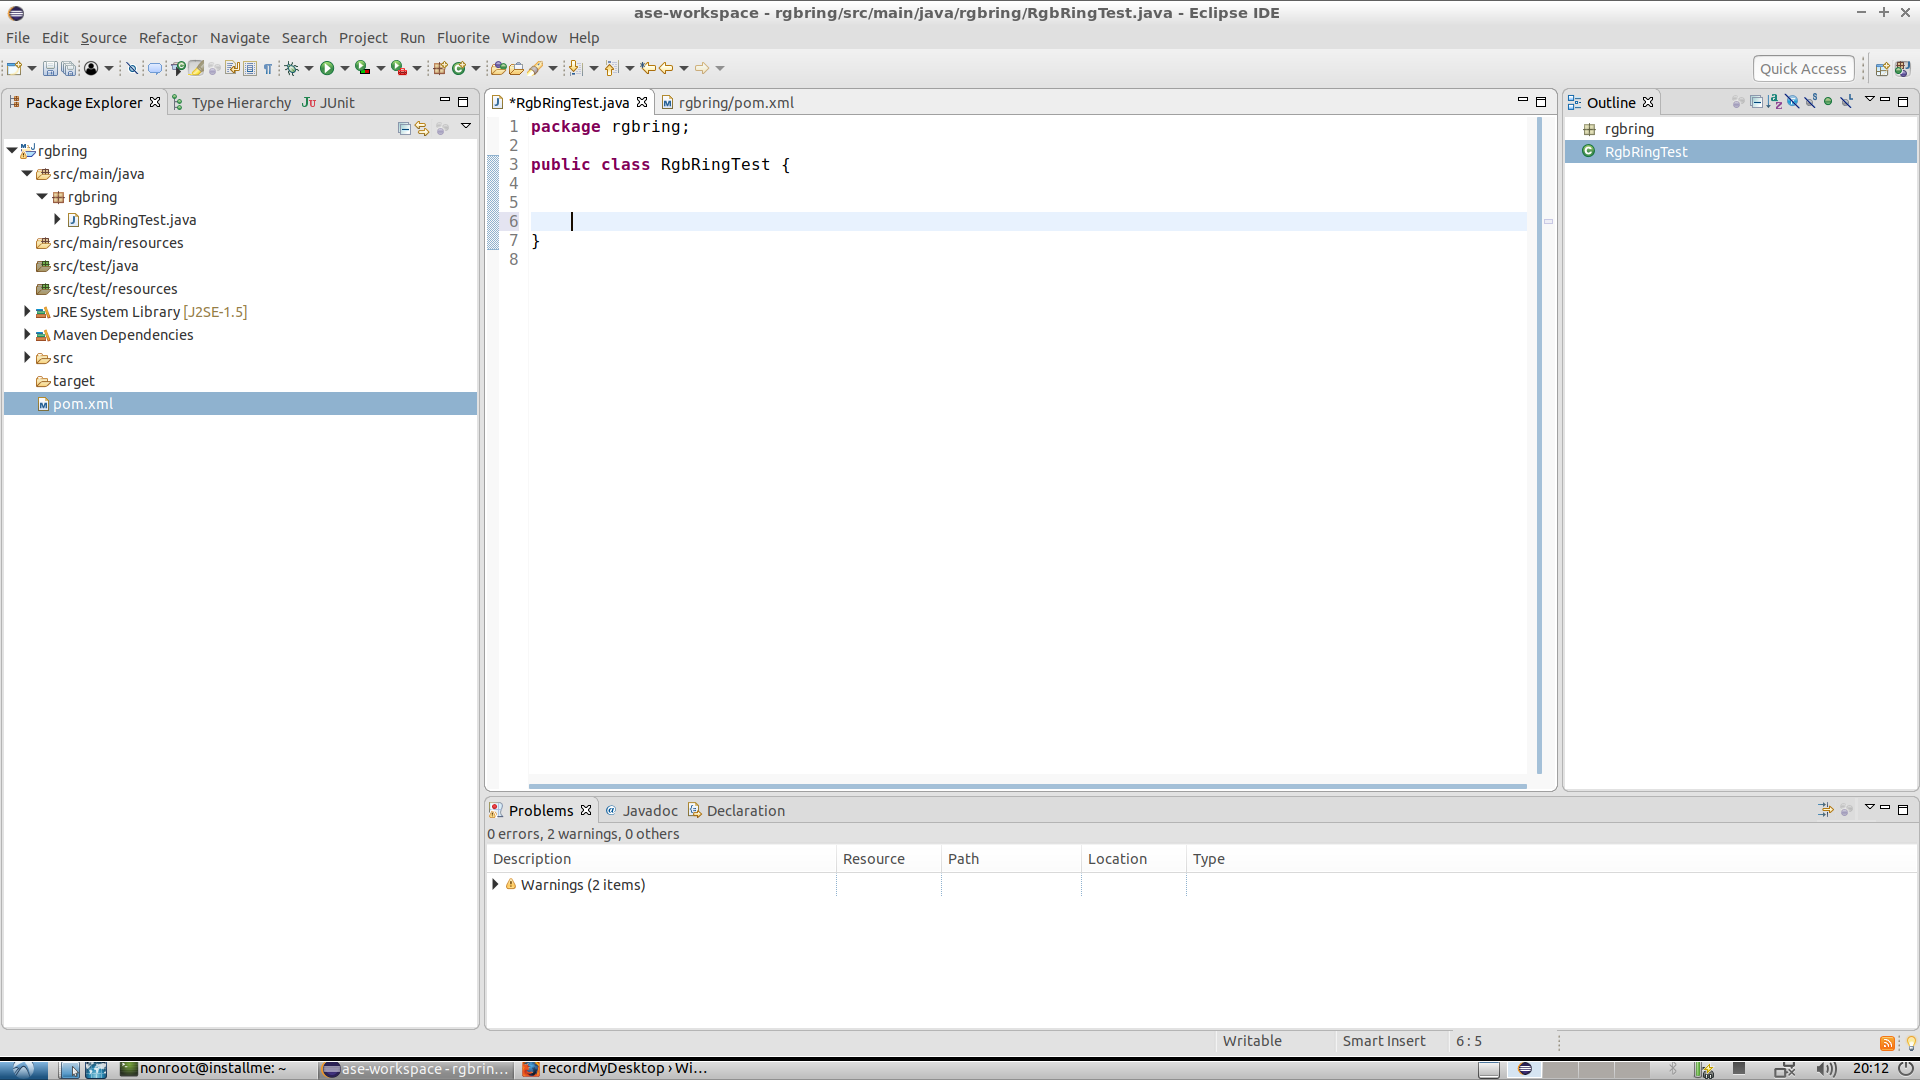 ase-workspace - rgbring/src/main/java/rgbring/RgbRingTest.java - Eclipse IDE
File Edit Source Refactor Navigate Search Project Run Fluorite Window Help
Quick Access
Package Explorer Type Hierarchy JUnit
rgbring
src/main/java
rgbring
RgbRingTest.java
src/main/resources
src/test/java
src/test/resources
JRE System Library [J2SE-1.5]
Maven Dependencies
src
target
pom.xml
*RgbRingTest.java rgbring/pom.xml
1 package rgbring;
2
3 public class RgbRingTest {
4
5
6
7 }
8
Outline
rgbring
RgbRingTest
Problems Javadoc Declaration
0 errors, 2 warnings, 0 others
Description Resource Path Location Type
Warnings (2 items)
Writable Smart Insert 6 : 5
nonroot@installme: ~ ase-workspace - rgbrin... recordMyDesktop › Wi... 20:12